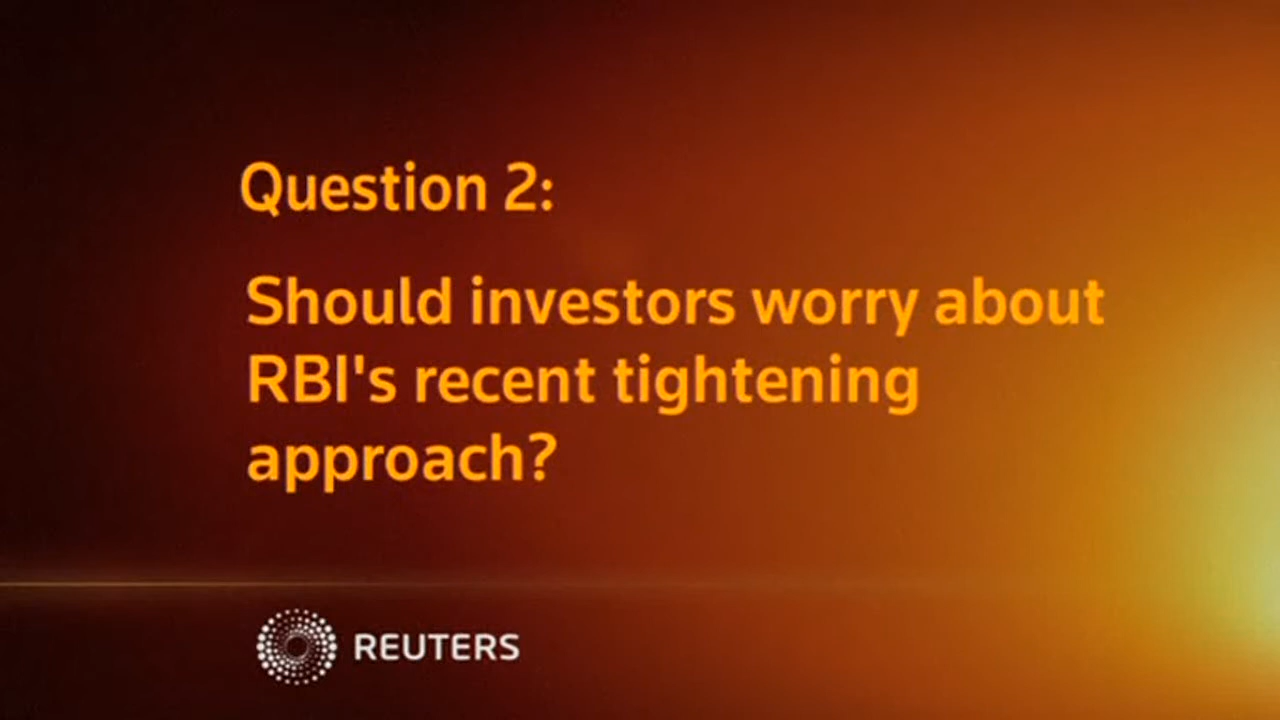 Question 2:
Should investors worry about
RBI's recent tightening
approach?
REUTERS